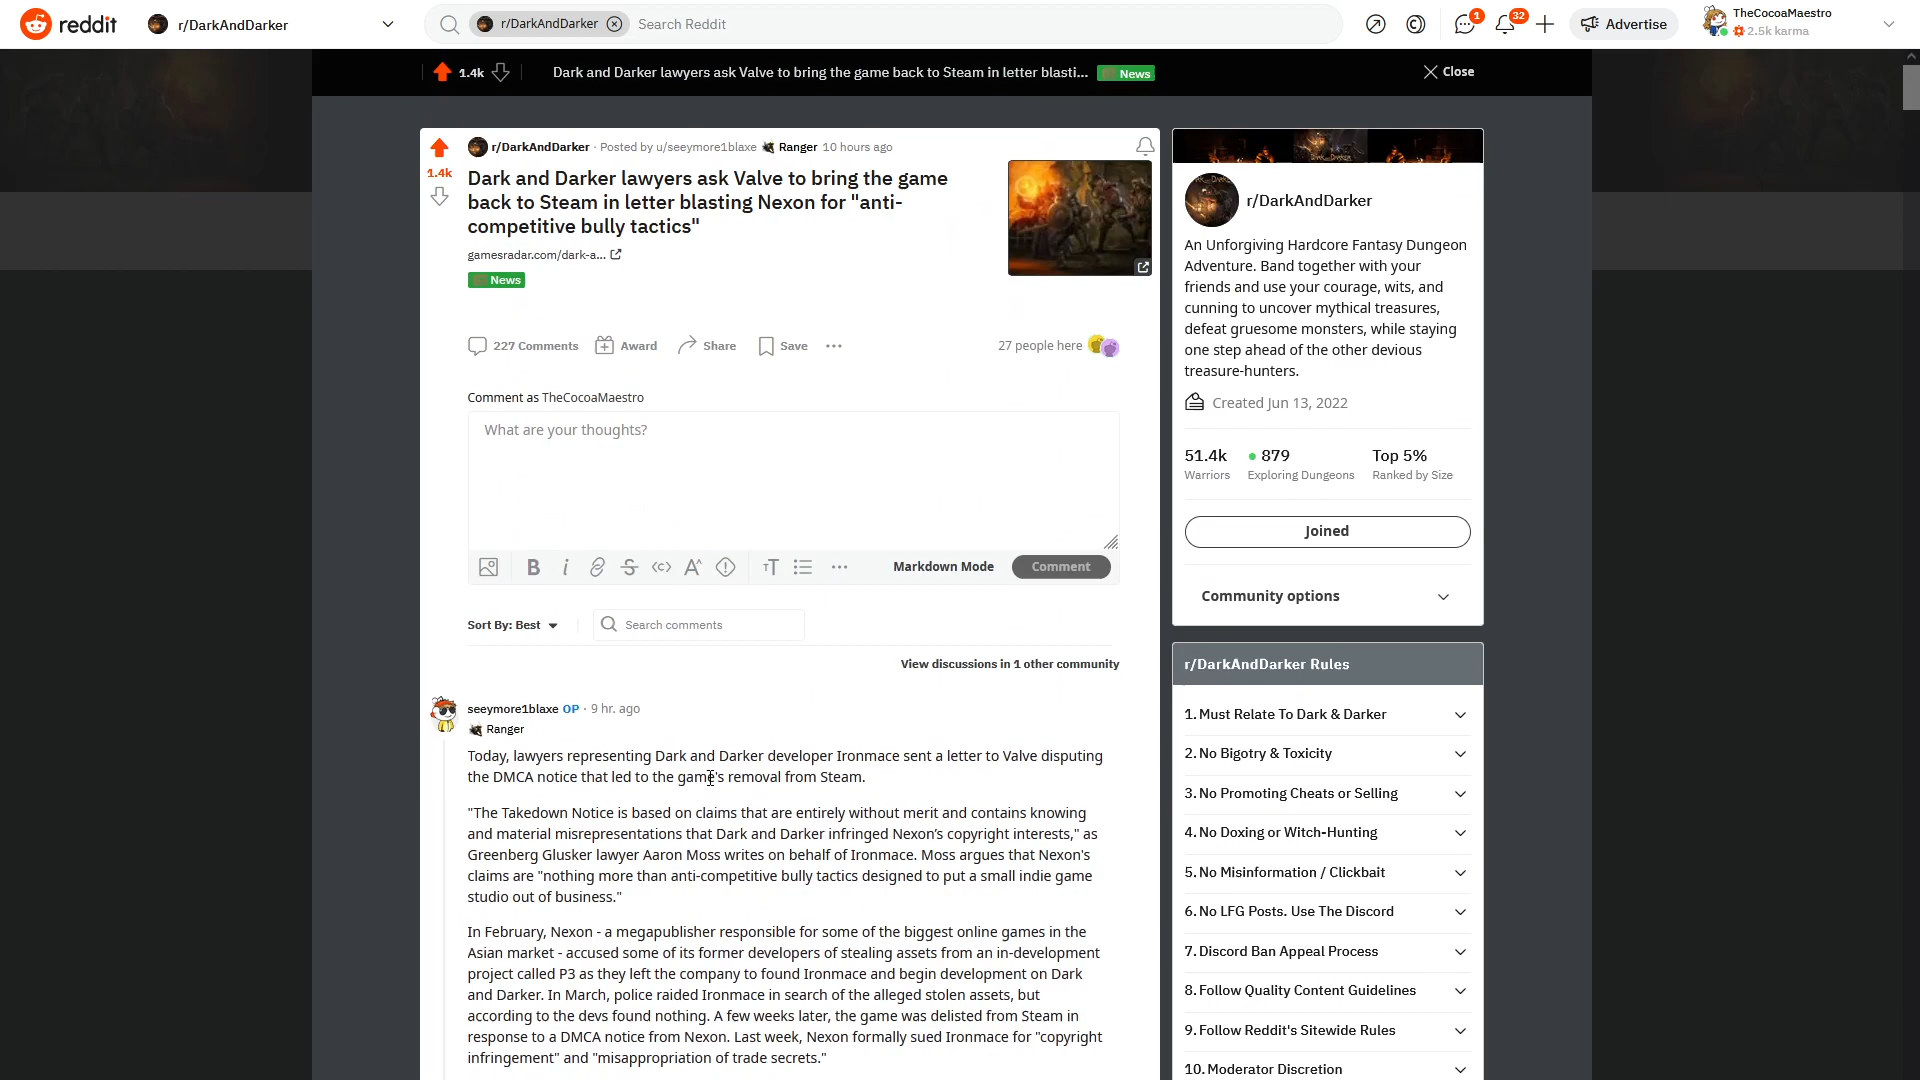 reddit
r/DarkAndDarker
r/DarkAndDarker
Search Reddit
1
32
Advertise
TheCocoaMaestro
2.5k karma
1.4k
Dark and Darker lawyers ask Valve to bring the game back to Steam in letter blasti...
News
Close
1.4k
r/DarkAndDarker · Posted by u/seeymore1blaxe Ranger 10 hours ago
Dark and Darker lawyers ask Valve to bring the game
back to Steam in letter blasting Nexon for "anti-
competitive bully tactics"
gamesradar.com/dark-a...
News
227 Comments
Award
Share
Save
27 people here
Comment as TheCocoaMaestro
What are your thoughts?
Markdown Mode
Comment
Sort By: Best
Search comments
View discussions in 1 other community
seeymore1blaxe OP · 9 hr. ago
Ranger
Today, lawyers representing Dark and Darker developer Ironmace sent a letter to Valve disputing
the DMCA notice that led to the game's removal from Steam.
"The Takedown Notice is based on claims that are entirely without merit and contains knowing
and material misrepresentations that Dark and Darker infringed Nexon's copyright interests," as
Greenberg Glusker lawyer Aaron Moss writes on behalf of Ironmace. Moss argues that Nexon's
claims are "nothing more than anti-competitive bully tactics designed to put a small indie game
studio out of business."
In February, Nexon - a megapublisher responsible for some of the biggest online games in the
Asian market - accused some of its former developers of stealing assets from an in-development
project called P3 as they left the company to found Ironmace and begin development on Dark
and Darker. In March, police raided Ironmace in search of the alleged stolen assets, but
according to the devs found nothing. A few weeks later, the game was delisted from Steam in
response to a DMCA notice from Nexon. Last week, Nexon formally sued Ironmace for "copyright
infringement" and "misappropriation of trade secrets."
r/DarkAndDarker
An Unforgiving Hardcore Fantasy Dungeon
Adventure. Band together with your
friends and use your courage, wits, and
cunning to uncover mythical treasures,
defeat gruesome monsters, while staying
one step ahead of the other devious
treasure-hunters.
Created Jun 13, 2022
51.4k
Warriors
879
Exploring Dungeons
Top 5%
Ranked by Size
Joined
Community options
r/DarkAndDarker Rules
1. Must Relate To Dark & Darker
2. No Bigotry & Toxicity
3. No Promoting Cheats or Selling
4. No Doxing or Witch-Hunting
5. No Misinformation / Clickbait
6. No LFG Posts. Use The Discord
7. Discord Ban Appeal Process
8. Follow Quality Content Guidelines
9. Follow Reddit's Sitewide Rules
10. Moderator Discretion